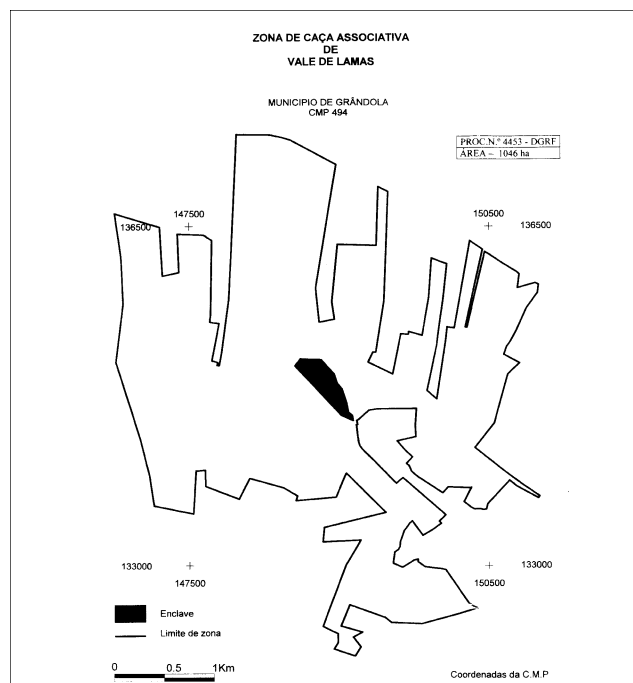 ZONA DE CAÇA ASSOCIATIVA
DE
VALE DE LAMAS
MUNICIPIO DE GRÂNDOLA
CMP 494
PROC.N.º 4453 - DGRF
ÁREA – 1046 ha
147500
136500
150500
136500
133000
147500
133000
150500
Enclave
Limite de zona
0 0.5 1Km
Coordenadas da C.M.P